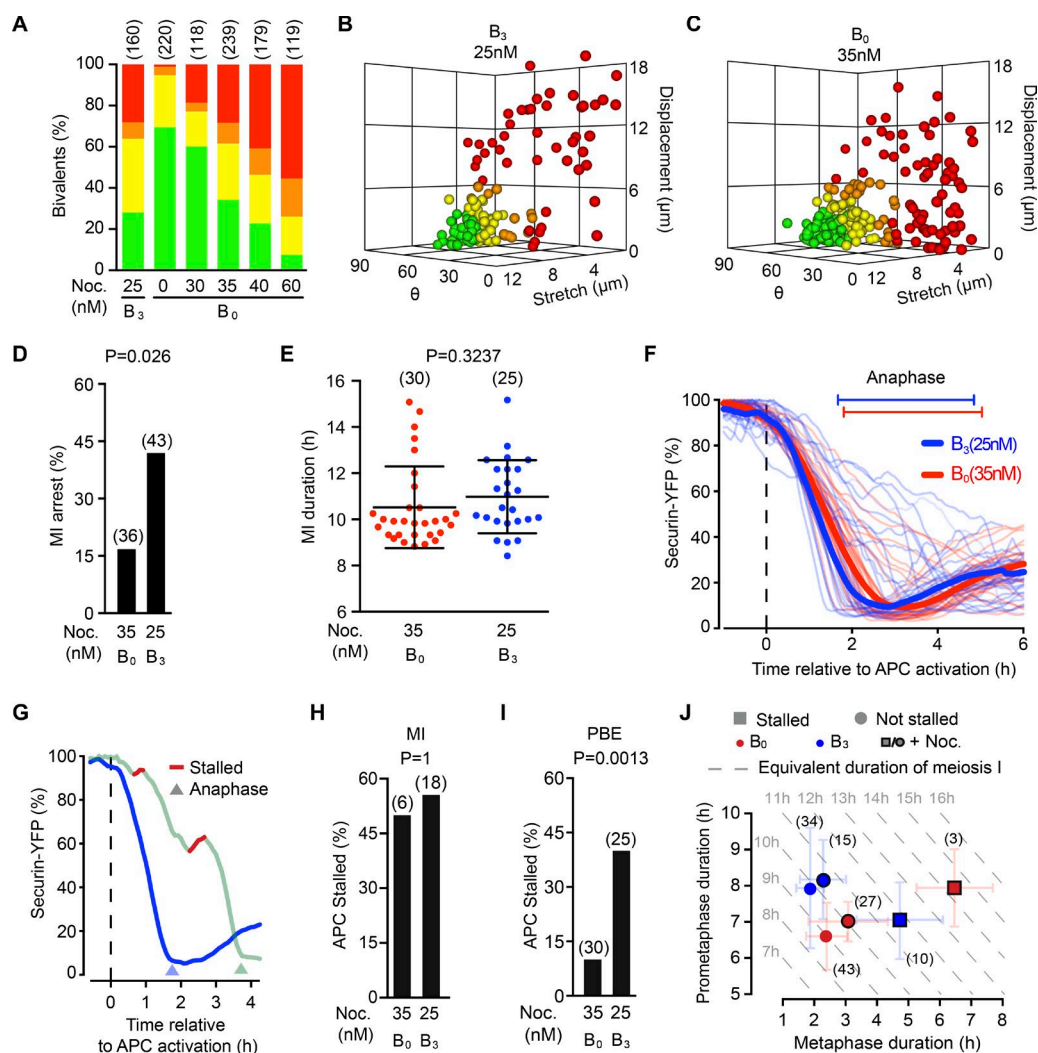 A
(160)
(220)
(118)
(239)
(179)
(119)
100
80
60
40
20
0
Bivalents (%)
Noc.
(nM)
25 0 30 35 40 60
B3 B0
B
B3
25nM
18
12
6
0
Displacement (µm)
90 60 30 0 12 8 4
θ Stretch (µm)
C
B0
35nM
18
12
6
0
Displacement (µm)
90 60 30 0 12 8 4
θ Stretch (µm)
D
P=0.026
60
45
30
15
0
MI arrest (%)
(36) (43)
Noc.
(nM)
35 25
B0 B3
E
P=0.3237
(30) (25)
16
14
12
10
8
6
MI duration (h)
Noc.
(nM)
35 25
B0 B3
F
Anaphase
B3(25nM)
B0(35nM)
100
80
60
40
20
0
Securin-YFP (%)
0 2 4 6
Time relative to APC activation (h)
G
Stalled
Anaphase
100
80
60
40
20
0
Securin-YFP (%)
0 1 2 3 4
Time relative
to APC activation (h)
H
MI
P=1
60
45
30
15
0
APC Stalled (%)
(6) (18)
Noc.
(nM)
35 25
B0 B3
I
PBE
P=0.0013
60
45
30
15
0
APC Stalled (%)
(30) (25)
Noc.
(nM)
35 25
B0 B3
J
Stalled Not stalled
B0 B3 / + Noc.
Equivalent duration of meiosis I
11h 12h 13h 14h 15h 16h
10h
9h
8h
7h
(34) (15) (3)
(27)
(43) (10)
10
9
8
7
6
5
Prometaphase duration (h)
1 2 3 4 5 6 7 8
Metaphase duration (h)